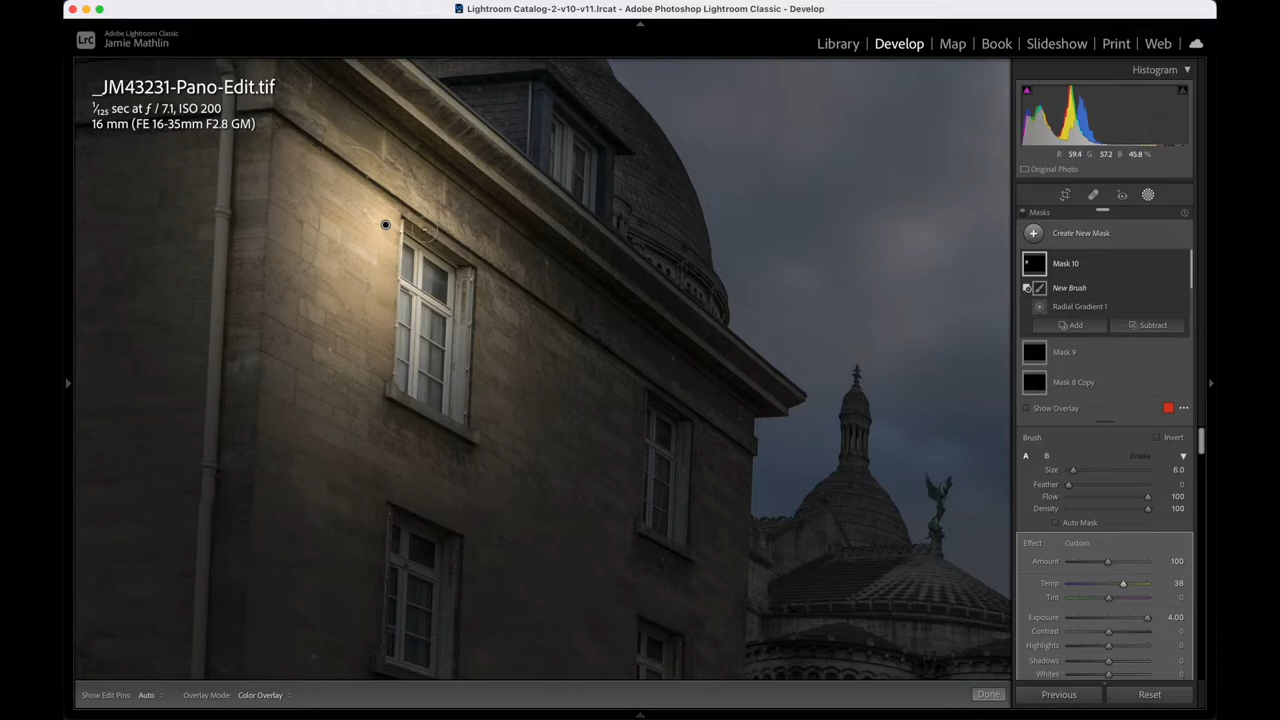 Lightroom Catalog-2-v10-v11.lrcat - Adobe Photoshop Lightroom Classic - Develop
LrC
Adobe Lightroom Classic
Jamie Mathlin
Library
Develop
Map
Book
Slideshow
Print
Web
_JM43231-Pano-Edit.tif
1/125 sec at ƒ / 7.1, ISO 200
16 mm (FE 16-35mm F2.8 GM)
Histogram
R 59.4 G 57.2 B 45.8 %
Original Photo
Masks
Create New Mask
Mask 10
New Brush
Radial Gradient 1
Add
Subtract
Mask 9
Mask 8 Copy
Show Overlay
Brush
Invert
A B Erase
Size 6.0
Feather 0
Flow 100
Density 100
Auto Mask
Effect : Custom
Amount 100
Temp 38
Tint 0
Exposure 4.00
Contrast 0
Highlights 0
Shadows 0
Whites 0
Show Edit Pins: Auto
Overlay Mode: Color Overlay
Done
Previous
Reset